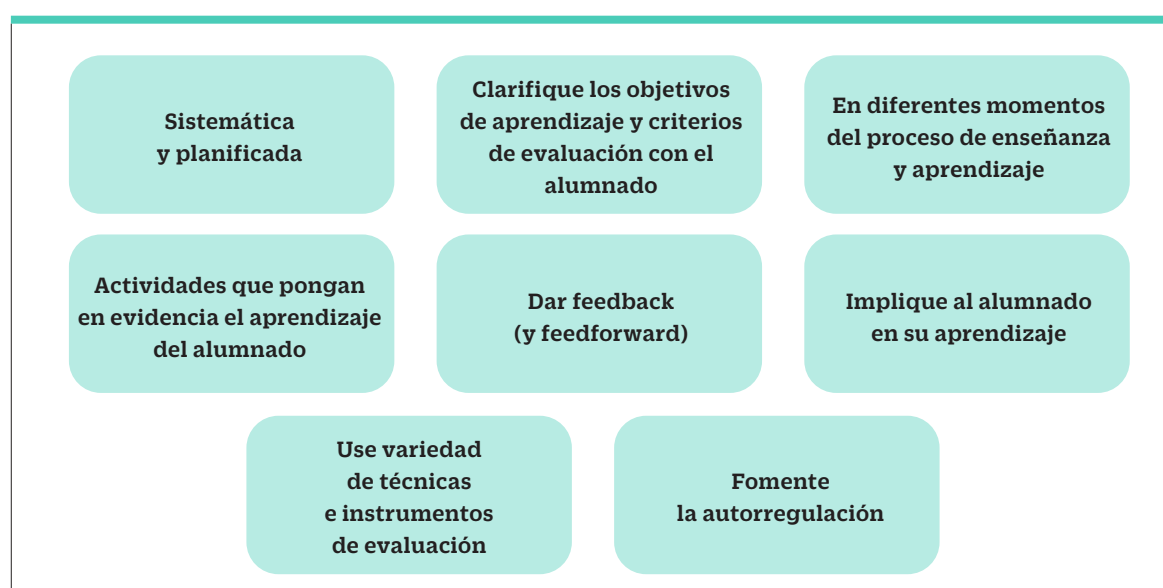 Sistemática
y planificada
Clarifique los objetivos
de aprendizaje y criterios
de evaluación con el
alumnado
En diferentes momentos
del proceso de enseñanza
y aprendizaje
Actividades que pongan
en evidencia el aprendizaje
del alumnado
Dar feedback
(y feedforward)
Implique al alumnado
en su aprendizaje
Use variedad
de técnicas
e instrumentos
de evaluación
Fomente
la autorregulación